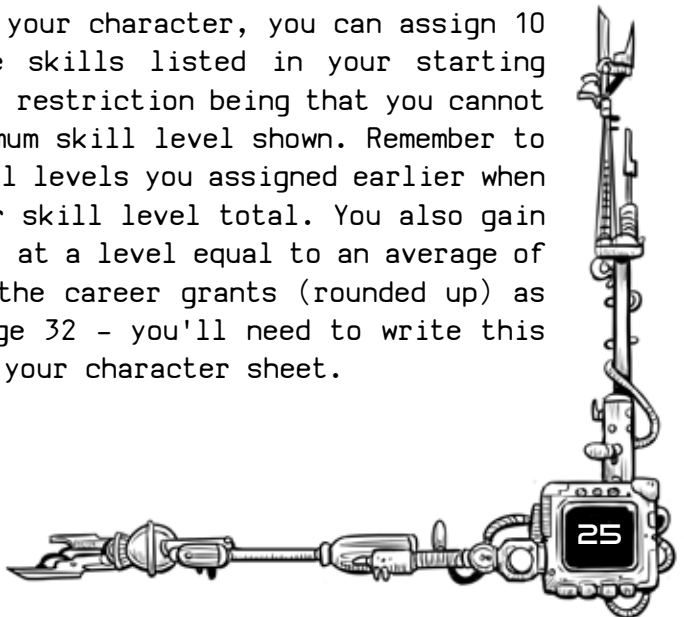 your character, you can assign 10
skills listed in your starting
restriction being that you cannot
mum skill level shown. Remember to
l levels you assigned earlier when
skill level total. You also gain
at a level equal to an average of
the career grants (rounded up) as
ge 32 – you'll need to write this
your character sheet.
25